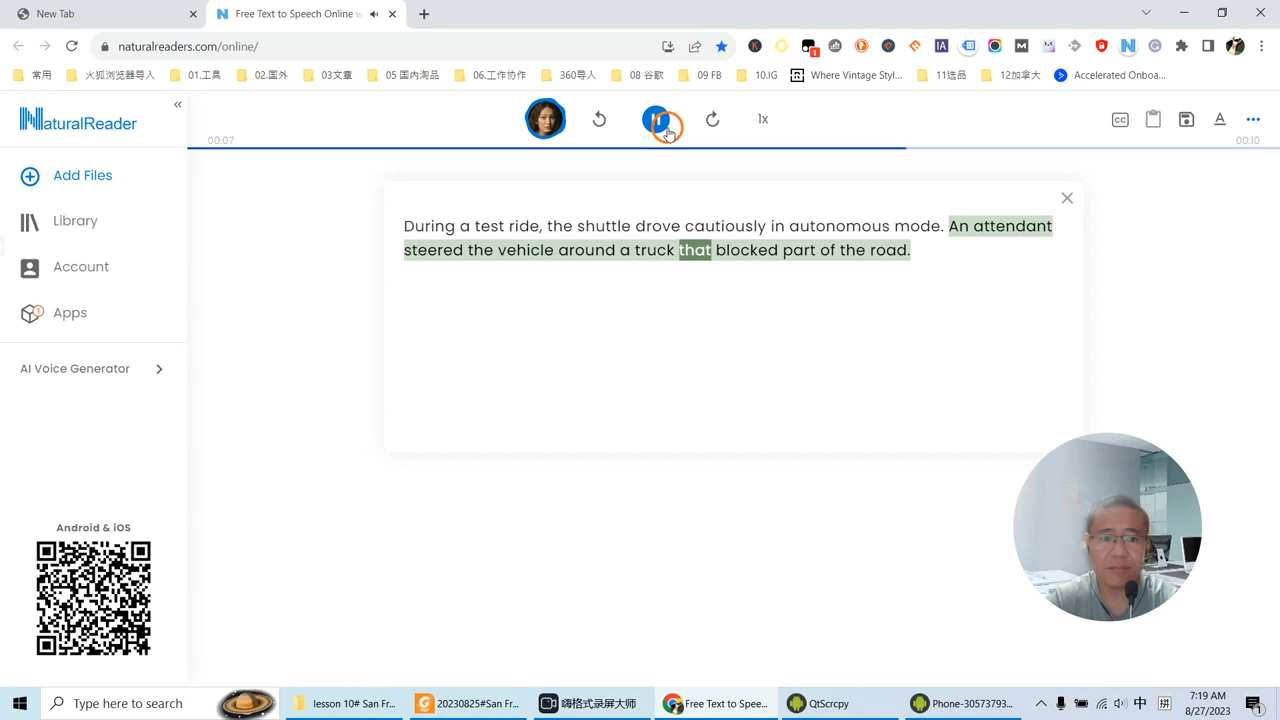 New Tab
Free Text to Speech Online w
naturalreaders.com/online/
1
IA
常用
火狐浏览器导入
01.工具
02.国外
03文章
05 国内淘品
06.工作协作
360导入
08 谷歌
09 FB
10.IG
Where Vintage Styl...
11选品
12加拿大
Accelerated Onboa...
NaturalReader
1x
CC
A
00:07
00:10
Add Files
Library
Account
Apps
AI Voice Generator
During a test ride, the shuttle drove cautiously in autonomous mode. An attendant
steered the vehicle around a truck that blocked part of the road.
Android & iOS
Type here to search
lesson 10# San Fr...
20230825#San Fr...
嗨格式录屏大师
Free Text to Spee...
QtScrcpy
Phone-30573793...
中
拼
7:19 AM
8/27/2023
1